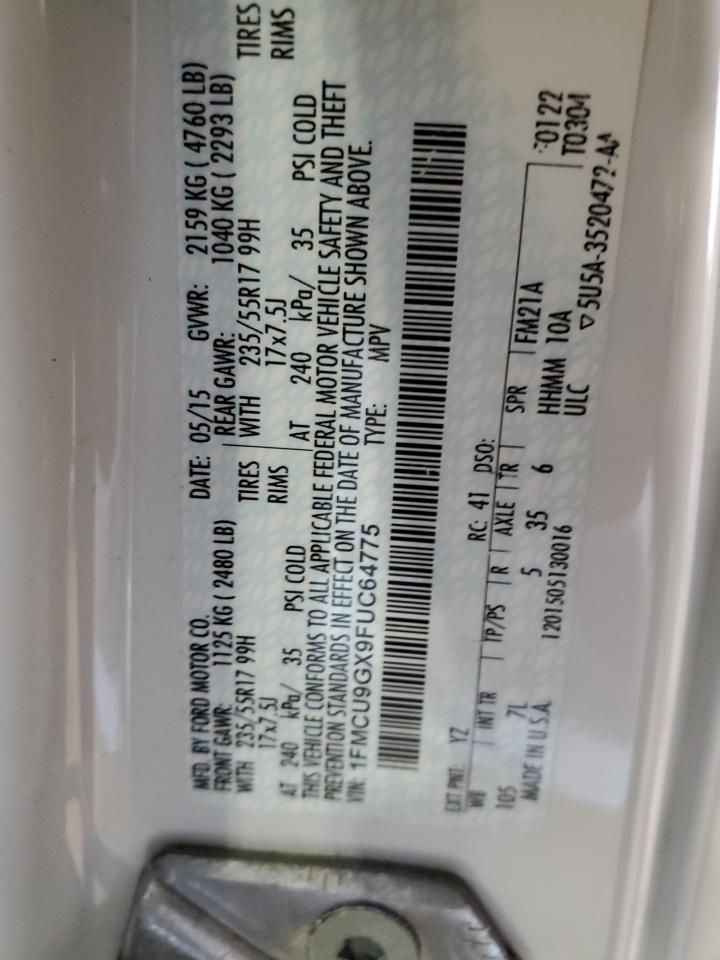 MFD. BY FORD MOTOR CO. DATE: 05/15 GVWR: 2159 KG ( 4760 LB)
FRONT GAWR: 1125 KG ( 2480 LB) REAR GAWR: 1040 KG ( 2293 LB)
WITH 235/55R17 99H TIRES WITH 235/55R17 99H TIRES
17x7.5J RIMS 17x7.5J RIMS
AT 240 kPa/ 35 PSI COLD AT 240 kPa/ 35 PSI COLD
THIS VEHICLE CONFORMS TO ALL APPLICABLE FEDERAL MOTOR VEHICLE SAFETY AND THEFT
PREVENTION STANDARDS IN EFFECT ON THE DATE OF MANUFACTURE SHOWN ABOVE.
VIN: 1FMCU9GX9FUC64775 TYPE: MPV
EXT PNT: YZ RC: 41 DSO:
WB INT TR TP/PS R AXLE TR SPR FM21A 0122
105 7L 5 35 6 HHMM 10A T0304
MADE IN U.S.A. 1201505130016 ULC 5U5A-3520472-AA